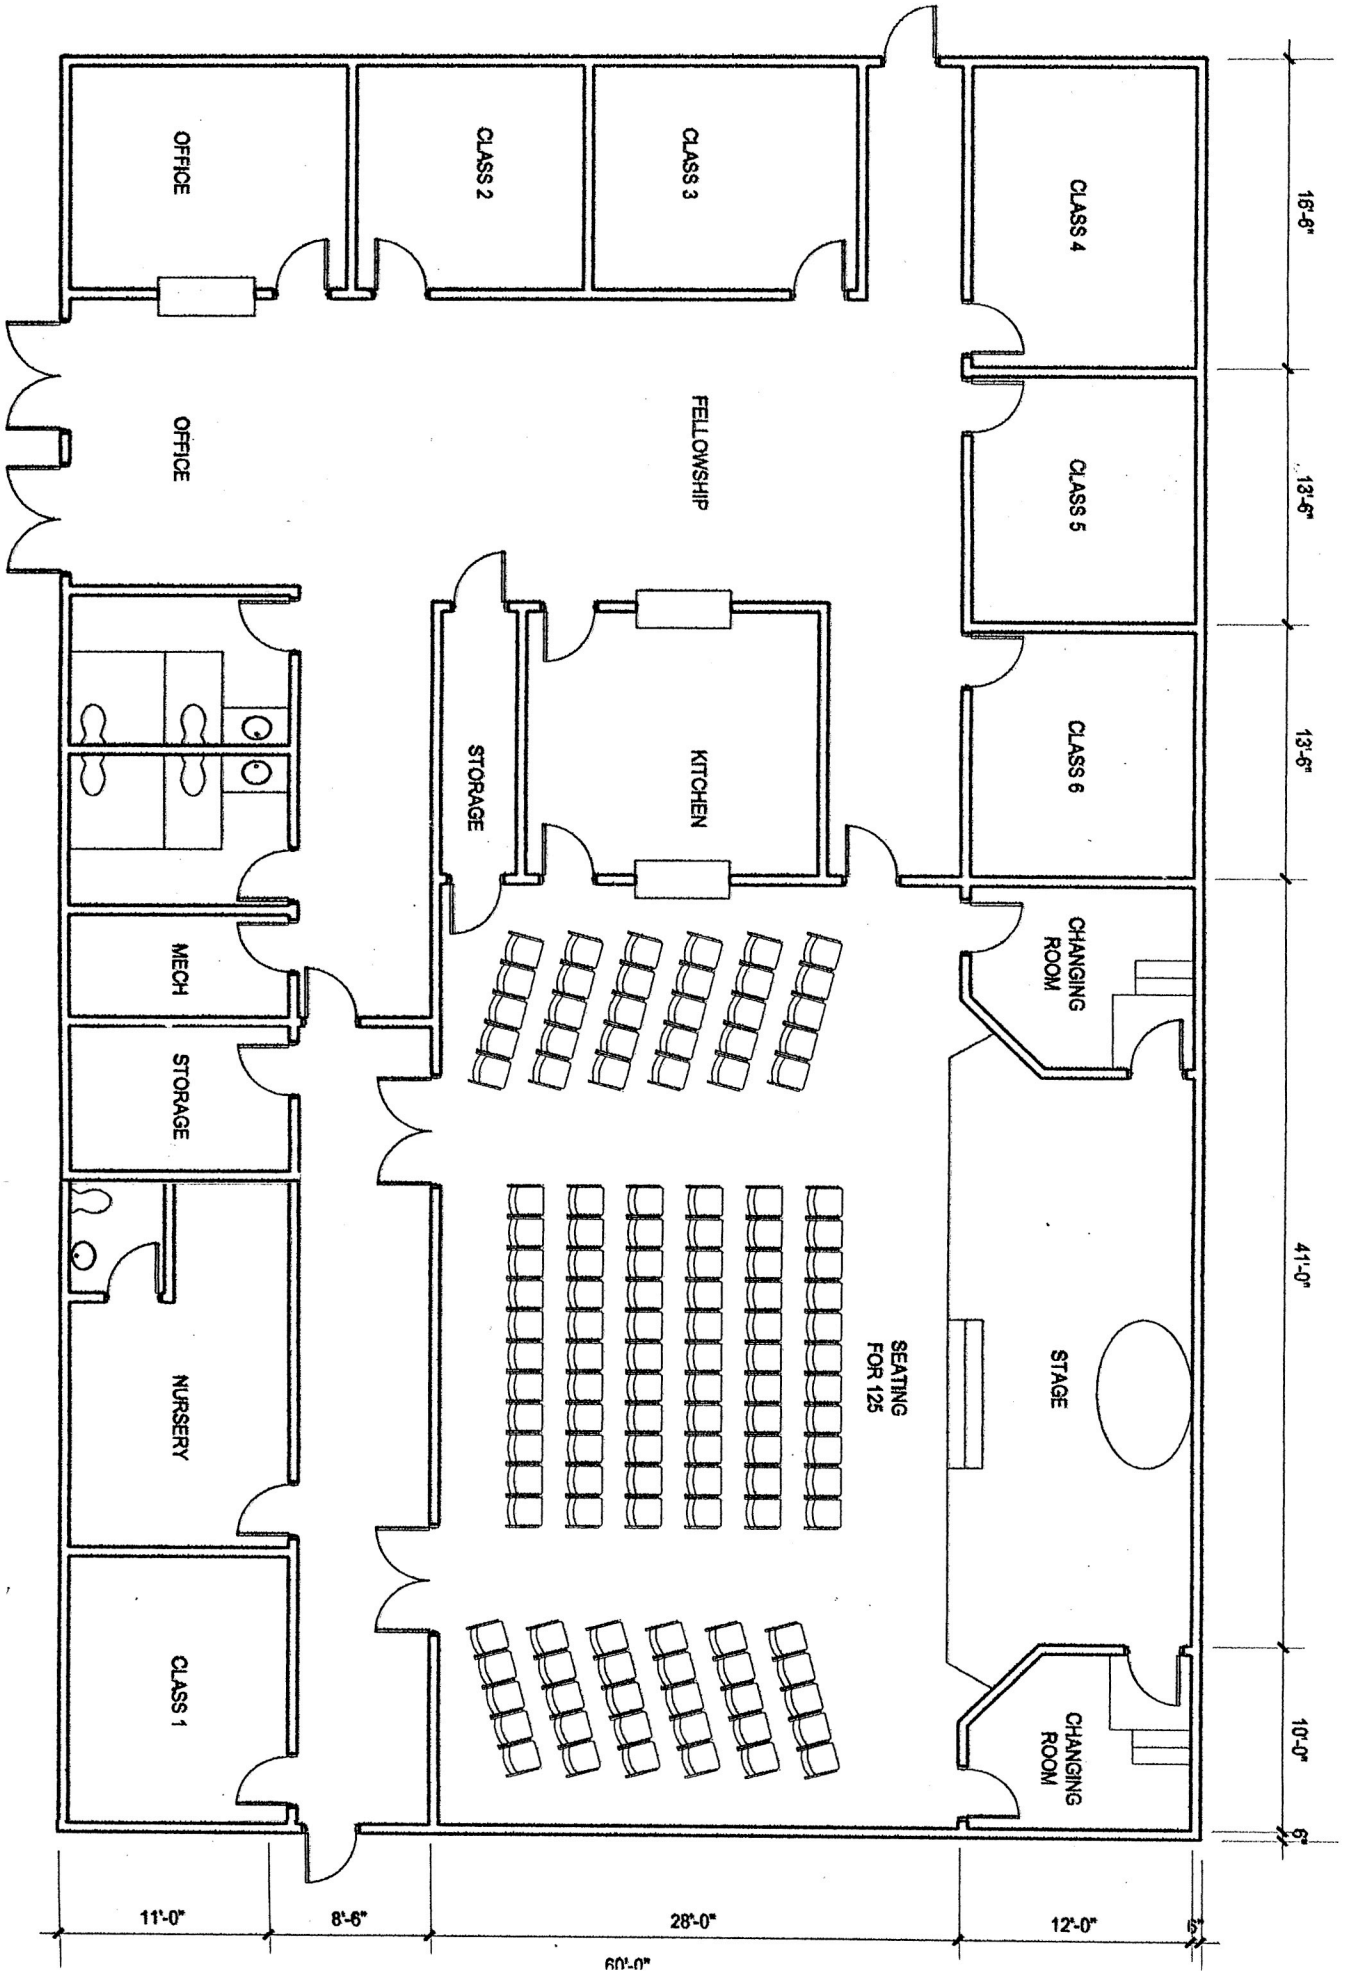 OFFICE
CLASS 2
CLASS 3
CLASS 4
16'-6"
OFFICE
FELLOWSHIP
CLASS 5
13'-6"
STORAGE
KITCHEN
CLASS 6
13'-6"
MECH
CHANGING
ROOM
STORAGE
NURSERY
SEATING
FOR 125
STAGE
41'-0"
CLASS 1
CHANGING
ROOM
10'-0"
6"
11'-0"
8'-6"
28'-0"
12'-0"
6"
60'-0"